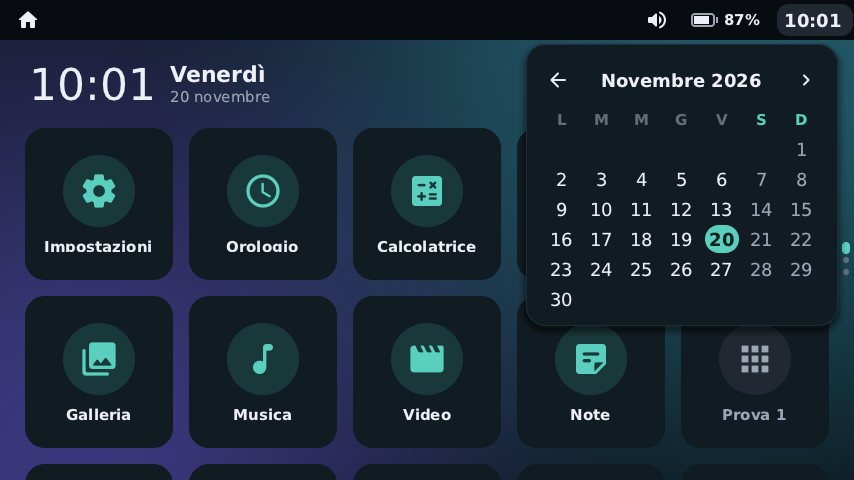 87%
10:01
10:01
Venerdì
20 novembre
Novembre 2026
L M M G V S D
1
2 3 4 5 6 7 8
9 10 11 12 13 14 15
16 17 18 19 20 21 22
23 24 25 26 27 28 29
30
Impostazioni
Orologio
Calcolatrice
Galleria
Musica
Video
Note
Prova 1